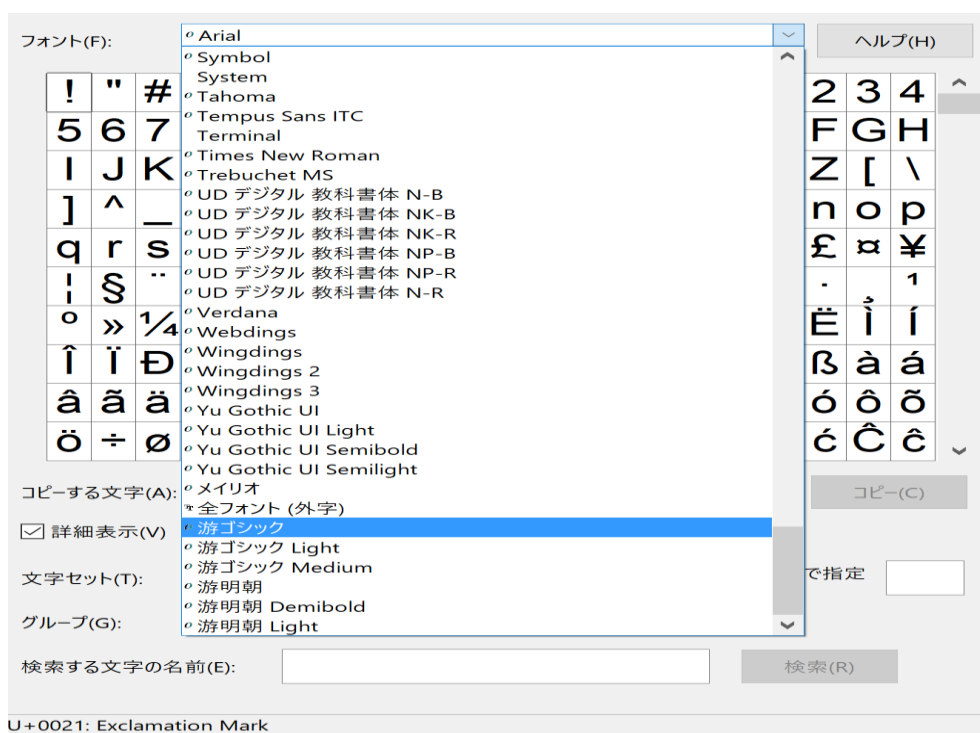 フォント(F):
Arial
ヘルプ(H)
Symbol
System
Tahoma
Tempus Sans ITC
Terminal
Times New Roman
Trebuchet MS
UD デジタル 教科書体 N-B
UD デジタル 教科書体 NK-B
UD デジタル 教科書体 NK-R
UD デジタル 教科書体 NP-B
UD デジタル 教科書体 NP-R
UD デジタル 教科書体 N-R
Verdana
Webdings
Wingdings
Wingdings 2
Wingdings 3
Yu Gothic UI
Yu Gothic UI Light
Yu Gothic UI Semibold
Yu Gothic UI Semilight
メイリオ
全フォント (外字)
游ゴシック
游ゴシック Light
游ゴシック Medium
游明朝
游明朝 Demibold
游明朝 Light
! " # 2 3 4
5 6 7 F G H
I J K Z [ \
] ^ _ n o p
q r s £ ¤ ¥
¦ § ¨ · ¸ ¹
º » ¼ Ë Ì Í
Î Ï Ð ß à á
â ã ä ó ô õ
ö ÷ ø ć Ĉ ĉ
コピーする文字(A):
コピー(C)
詳細表示(V)
文字セット(T):
で指定
グループ(G):
検索する文字の名前(E):
検索(R)
U+0021: Exclamation Mark